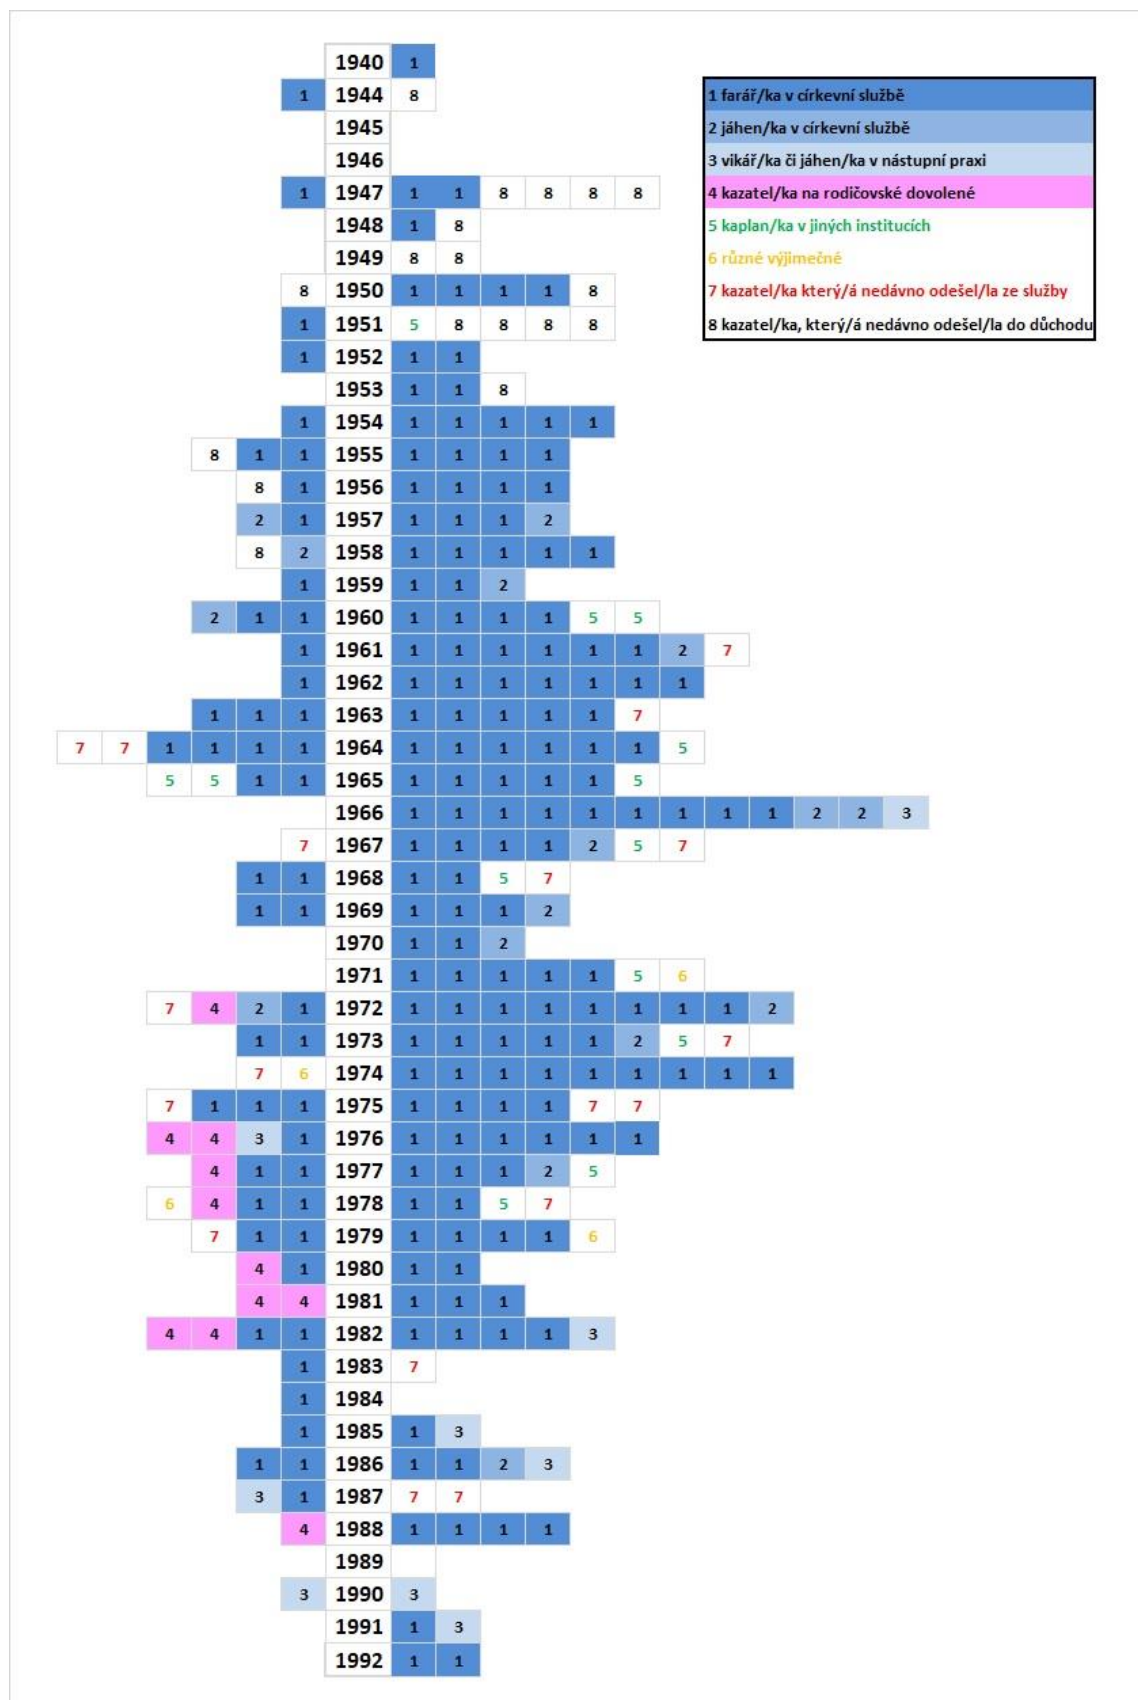 1940 1
1 1944 8
1 farář/ka v církevní službě
2 jáhen/ka v církevní službě
3 vikář/ka či jáhen/ka v nástupní praxi
4 kazatel/ka na rodičovské dovolené
5 kaplan/ka v jiných institucích
6 různé výjimečné
7 kazatel/ka který/á nedávno odešel/la ze služby
8 kazatel/ka, který/á nedávno odešel/la do důchodu
1945
1946
1 1947 1 1 8 8 8 8
1948 1 8
1949 8 8
8 1950 1 1 1 1 8
1 1951 5 8 8 8 8
1 1952 1 1
1953 1 1 8
1 1954 1 1 1 1 1
8 1 1 1955 1 1 1 1
8 1 1956 1 1 1 1
2 1 1957 1 1 1 2
8 2 1958 1 1 1 1 1
1 1959 1 1 2
2 1 1 1960 1 1 1 1 5 5
1 1961 1 1 1 1 1 1 2 7
1 1962 1 1 1 1 1 1 1
1 1 1 1963 1 1 1 1 1 7
7 7 1 1 1 1 1964 1 1 1 1 1 1 5
5 5 1 1 1965 1 1 1 1 1 5
1966 1 1 1 1 1 1 1 1 1 2 2 3
7 1967 1 1 1 1 2 5 7
1 1 1968 1 1 5 7
1 1 1969 1 1 1 2
1970 1 1 2
1971 1 1 1 1 1 5 6
7 4 2 1 1972 1 1 1 1 1 1 1 1 2
1 1 1973 1 1 1 1 1 2 5 7
7 6 1974 1 1 1 1 1 1 1 1 1
7 1 1 1 1975 1 1 1 1 7 7
4 4 3 1 1976 1 1 1 1 1 1
4 1 1 1977 1 1 1 2 5
6 4 1 1 1978 1 1 5 7
7 1 1 1979 1 1 1 1 6
4 1 1980 1 1
4 4 1981 1 1 1
4 4 1 1 1982 1 1 1 1 3
1 1983 7
1 1984
1 1985 1 3
1 1 1986 1 1 2 3
3 1 1987 7 7
4 1988 1 1 1 1
1989
3 1990 3
1991 1 3
1992 1 1